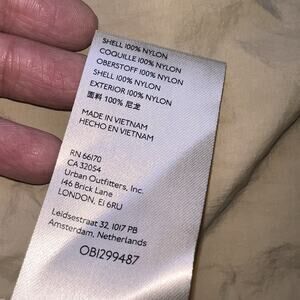 SHELL 100% NYLON
COQUILLE 100% NYLON
OBERSTOFF 100% NYLON
SHELL 100% NYLON
EXTERIOR 100% NYLON
面料 100% 尼龙
MADE IN VIETNAM
HECHO EN VIETNAM
RN 66170
CA 32054
Urban Outfitters, Inc.
146 Brick Lane
LONDON, E1 6RU
Leidsestraat 32, 1017 PB
Amsterdam, Netherlands
OB1299487